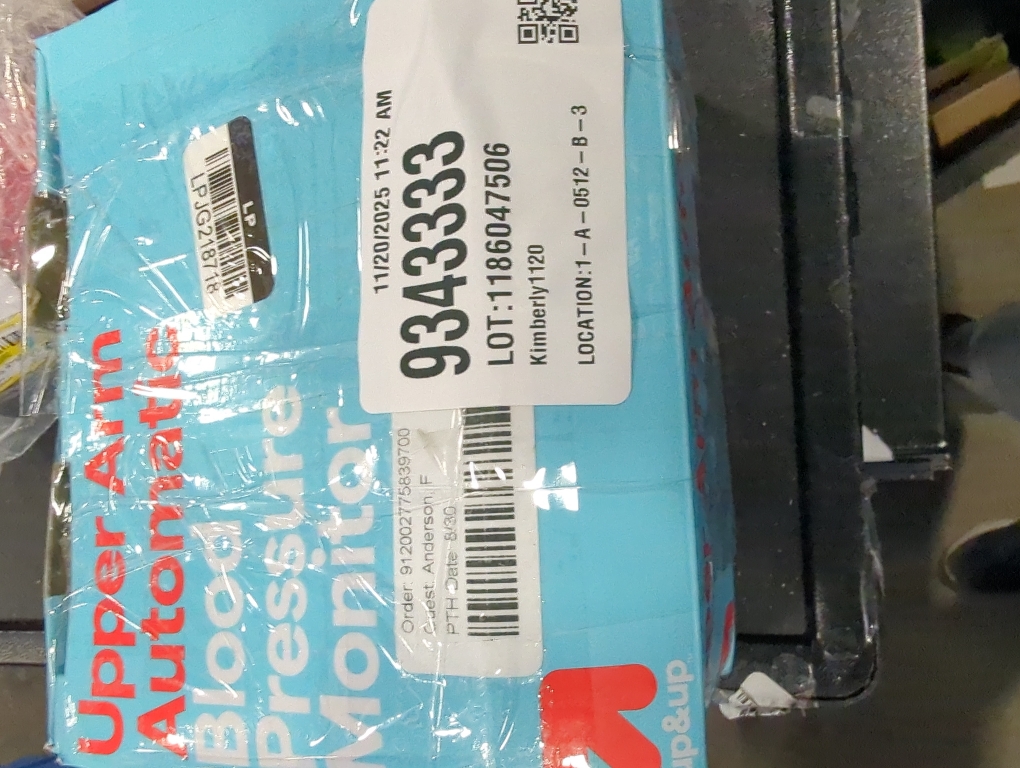 Upper Arm
Automatic
Blood
Pressure
Monitor
LP
LPJG218718
11/20/2025 11:22 AM
9343333
LOT:1186047506
Kimberly1120
LOCATION:1-A-0512-B-3
Order: 912002775839700
Guest: Anderson, F
PTH Date: 8/30
up&up